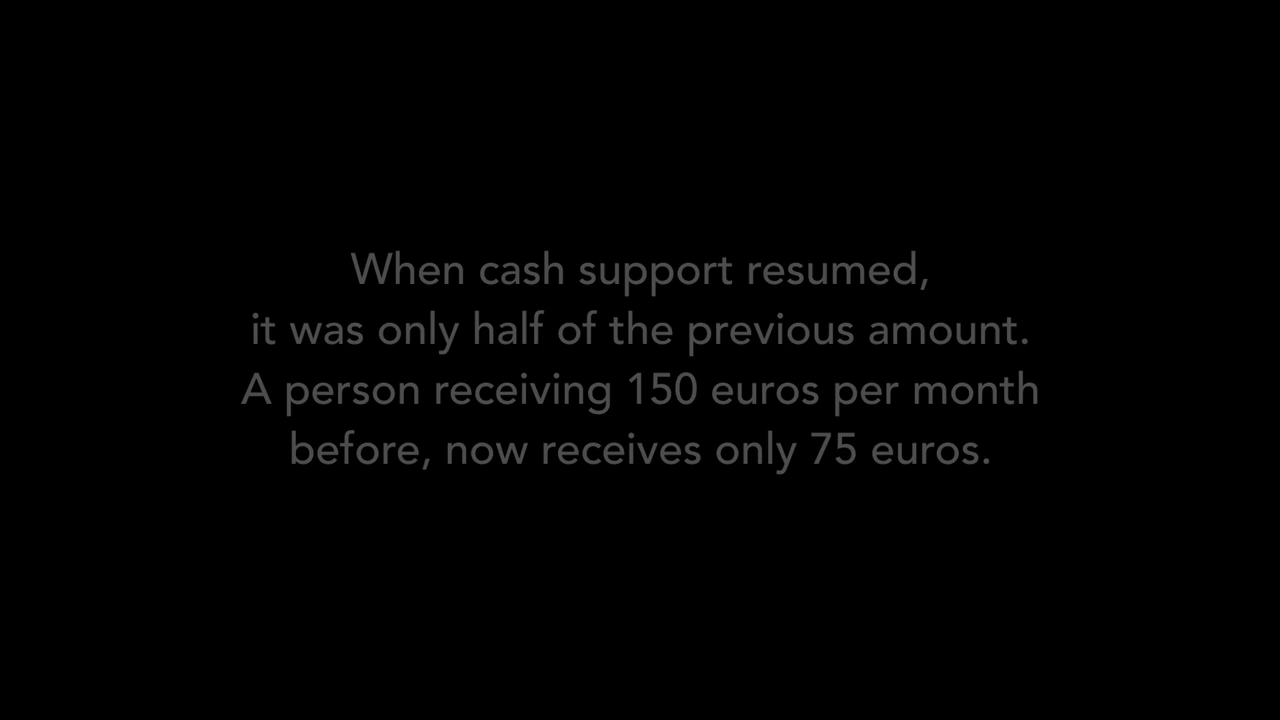 When cash support resumed,
it was only half of the previous amount.
A person receiving 150 euros per month
before, now receives only 75 euros.